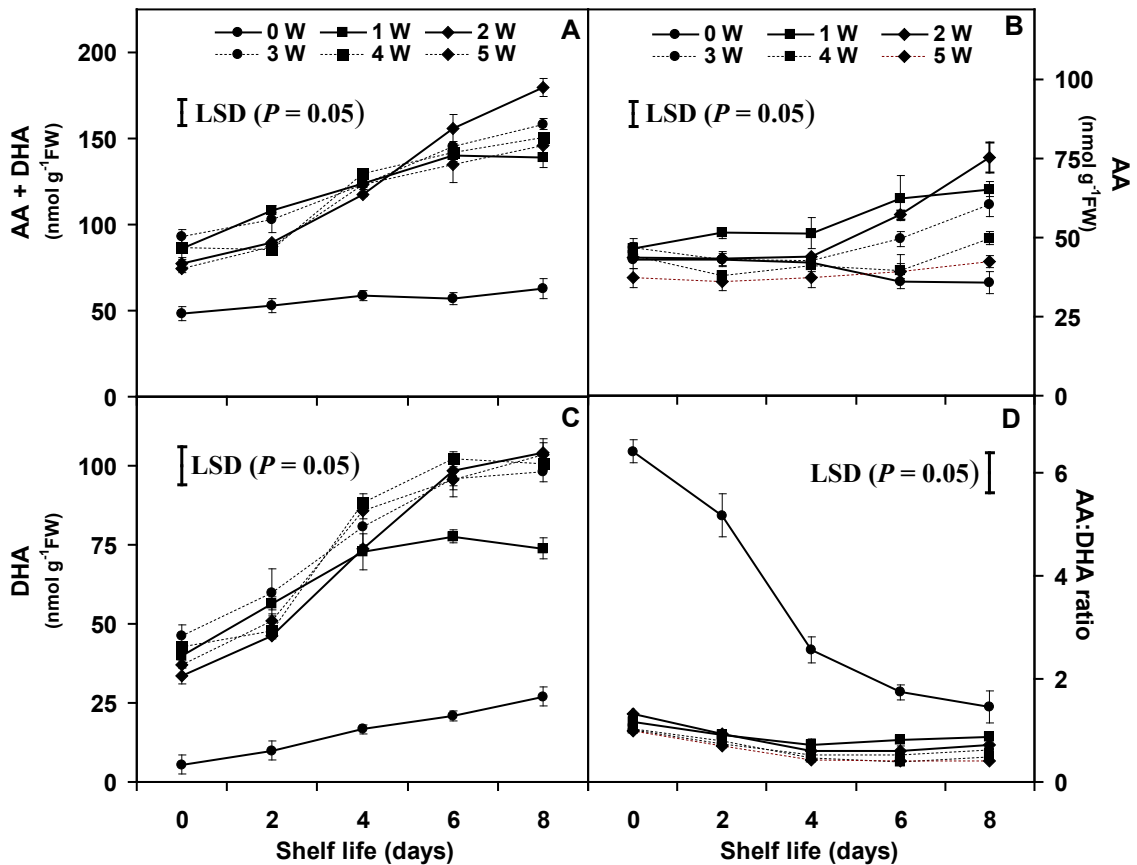 A
0 W 1 W 2 W
3 W 4 W 5 W
LSD (P = 0.05)
AA + DHA
(nmol g⁻¹FW)
200
150
100
50
0
B
0 W 1 W 2 W
3 W 4 W 5 W
LSD (P = 0.05)
AA
(nmol g⁻¹FW)
100
75
50
25
0
C
LSD (P = 0.05)
DHA
(nmol g⁻¹FW)
100
75
50
25
0
0 2 4 6 8
Shelf life (days)
D
LSD (P = 0.05)
AA:DHA ratio
6
4
2
0
0 2 4 6 8
Shelf life (days)